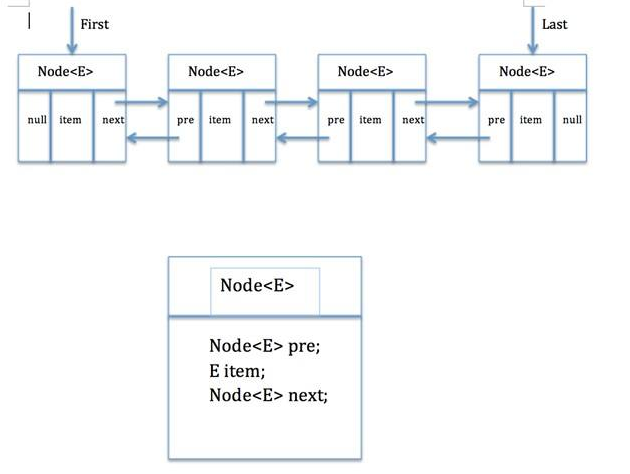 First
Last
Node<E>
Node<E>
Node<E>
Node<E>
null item next
pre item next
pre item next
pre item null
Node<E>
Node<E> pre;
E item;
Node<E> next;